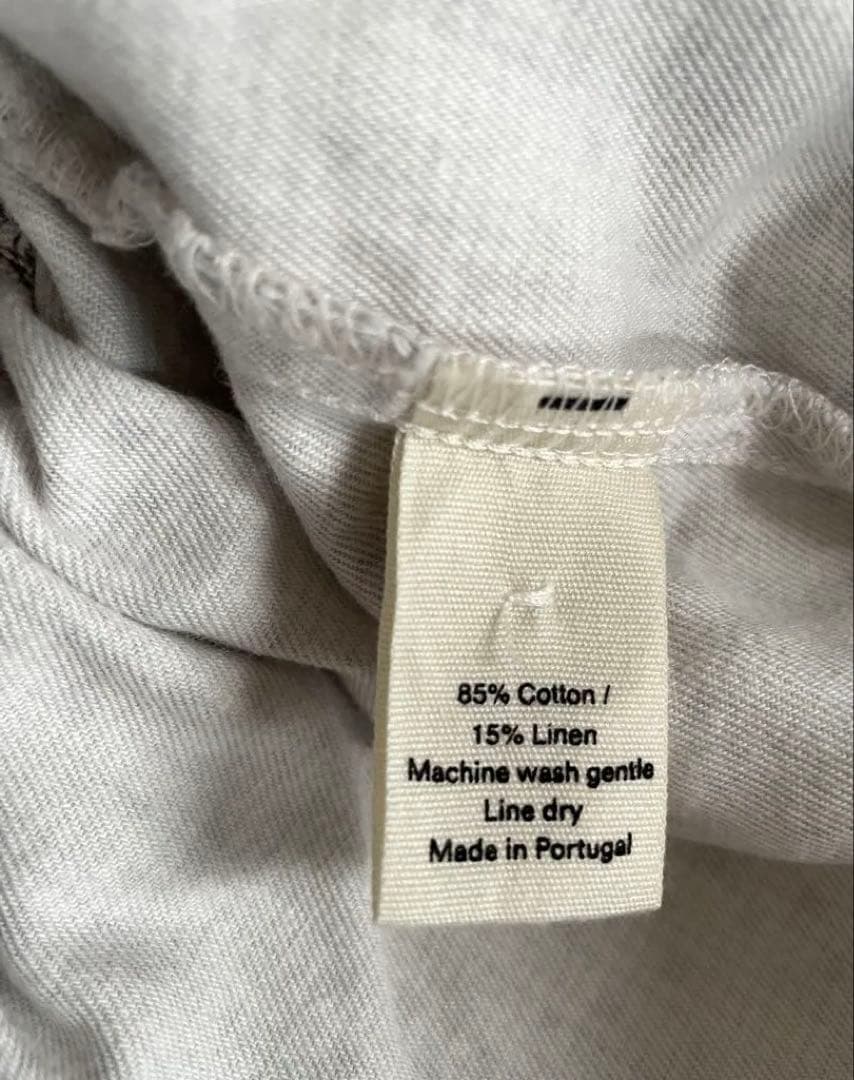 85% Cotton /
15% Linen
Machine wash gentle
Line dry
Made in Portugal